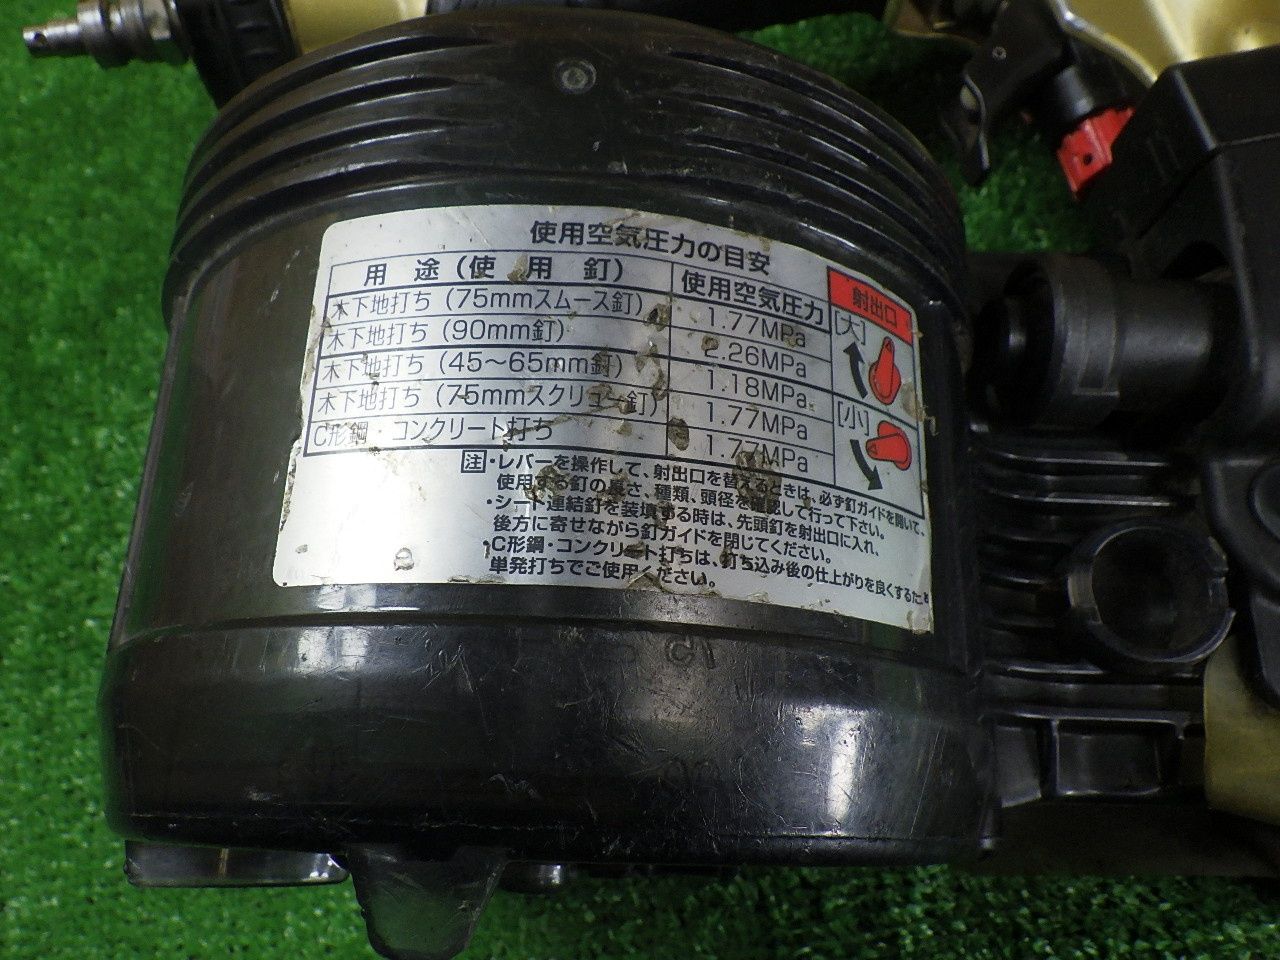 使用空気圧力の目安
用 途 (使 用 釘) 使用空気圧力 射出口
木下地打ち (75mmスムース釘) 1.77MPa [大]
木下地打ち (90mm釘) 2.26MPa
木下地打ち (45〜65mm釘) 1.18MPa
木下地打ち (75mmスクリュー釘) 1.77MPa [小]
C形鋼・コンクリート打ち 1.77MPa
注・レバーを操作して、射出口を替えるときは、必ず釘ガイドを開いて、
使用する釘の長さ、種類、頭径を確認して行って下さい。
・シート連結釘を装填する時は、先頭釘を射出口に入れ、
後方に寄せながら釘ガイドを閉じてください。
・C形鋼・コンクリート打ちは、打ち込み後の仕上がりを良くするため
単発打ちでご使用ください。